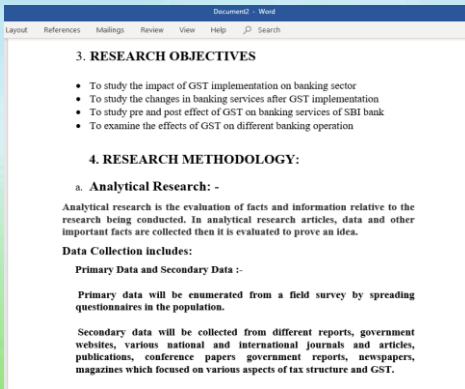 Document2 - Word
Layout References Mailings Review View Help Search
3. RESEARCH OBJECTIVES
• To study the impact of GST implementation on banking sector
• To study the changes in banking services after GST implementation
• To study pre and post effect of GST on banking services of SBI bank
• To examine the effects of GST on different banking operation
4. RESEARCH METHODOLOGY:
a. Analytical Research: -
Analytical research is the evaluation of facts and information relative to the
research being conducted. In analytical research articles, data and other
important facts are collected then it is evaluated to prove an idea.
Data Collection includes:
Primary Data and Secondary Data :-
Primary data will be enumerated from a field survey by spreading
questionnaires in the population.
Secondary data will be collected from different reports, government
websites, various national and international journals and articles,
publications, conference papers government reports, newspapers,
magazines which focused on various aspects of tax structure and GST.